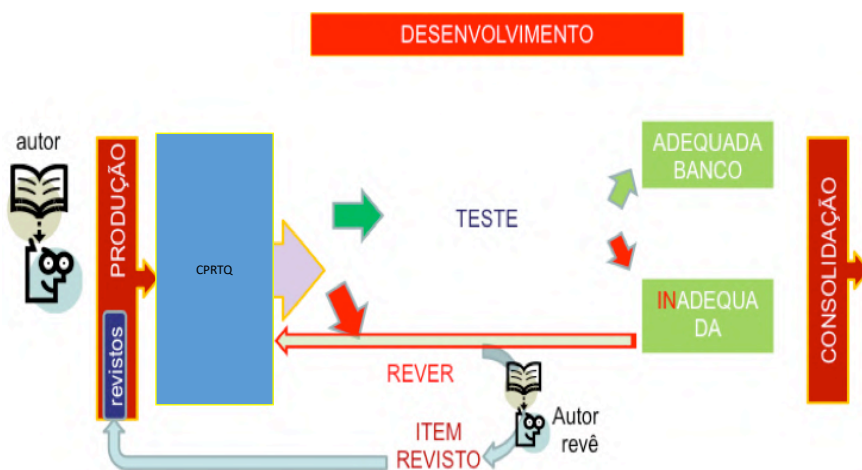 DESENVOLVIMENTO
autor
PRODUÇÃO
revistos
CPRTQ
TESTE
ADEQUADA
BANCO
INADEQUA
DA
CONSOLIDAÇÃO
REVER
Autor
revê
ITEM
REVISTO